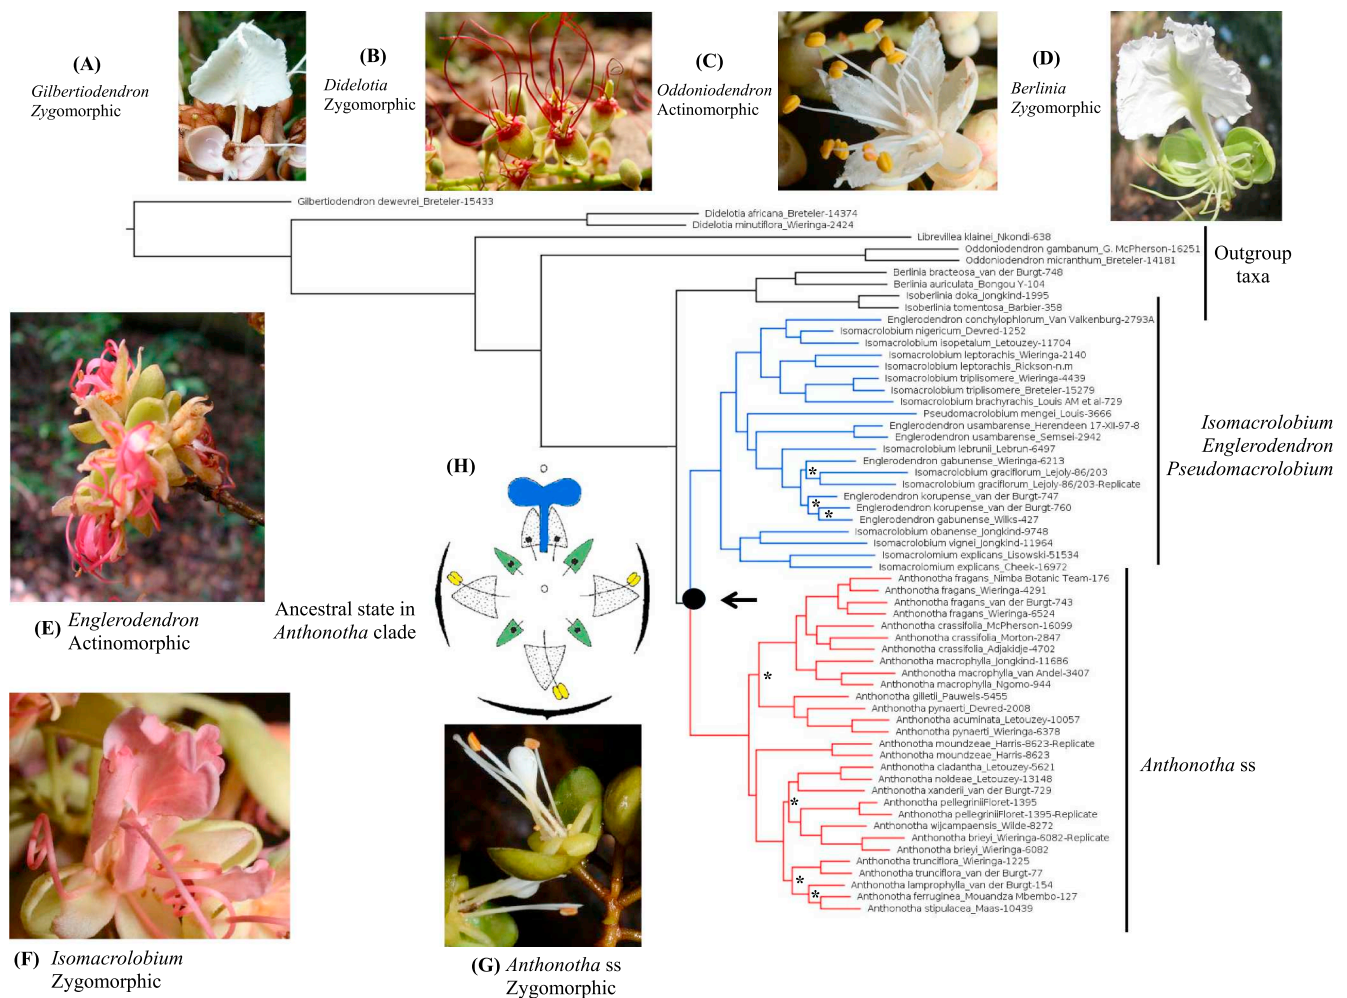 (A)
Gilbertiodendron
Zygomorphic
(B)
Didelotia
Zygomorphic
(C)
Oddoniodendron
Actinomorphic
(D)
Berlinia
Zygomorphic
Gilbertiodendron dewevrei_Breteler-15433
Didelotia africana_Breteler-14374
Didelotia minutiflora_Wieringa-2424
Librevillea klainei_Nkondi-638
Oddoniodendron gambanum_G. McPherson-16251
Oddoniodendron micranthum_Breteler-14181
Berlinia bracteosa_van der Burgt-748
Berlinia auriculata_Bongou Y-104
Isoberlinia doka_Jongkind-1995
Isoberlinia tomentosa_Barbier-358
Outgroup
taxa
Englerodendron conchyliophorum_Van Valkenburg-2793A
Isomacrolobium nigericum_Devred-1252
Isomacrolobium isopetalum_Letouzey-11704
Isomacrolobium leptorachis_Wieringa-2140
Isomacrolobium leptorachis_Rickson-n.m
Isomacrolobium triplisomere_Wieringa-4439
Isomacrolobium triplisomere_Breteler-15279
Isomacrolobium brachyrachis_Louis AM et al-729
Pseudomacrolobium mengei_Louis-3666
Englerodendron usambarense_Herendeen 17-XII-97-8
Englerodendron usambarense_Semsei-2942
Isomacrolobium lebrunii_Lebrun-6497
Englerodendron gabunense_Wieringa-6213
Isomacrolobium graciflorum_Lejoly-86/203
Isomacrolobium graciflorum_Lejoly-86/203-Replicate
Englerodendron korupense_van der Burgt-747
Englerodendron korupense_van der Burgt-760
Englerodendron gabunense_Wilks-427
Isomacrolobium obanense_Jongkind-9748
Isomacrolobium vignei_Jongkind-11964
Isomacrolomium explicans_Lisowski-51534
Isomacrolomium explicans_Cheek-16972
Isomacrolobium
Englerodendron
Pseudomacrolobium
Anthonotha fragans_Nimba Botanic Team-176
Anthonotha fragans_Wieringa-4291
Anthonotha fragans_van der Burgt-743
Anthonotha fragans_Wieringa-6524
Anthonotha crassifolia_McPherson-16099
Anthonotha crassifolia_Morton-2847
Anthonotha crassifolia_Adjakidje-4702
Anthonotha macrophylla_Jongkind-11686
Anthonotha macrophylla_van Andel-3407
Anthonotha macrophylla_Ngomo-944
Anthonotha gilletii_Pauwels-5455
Anthonotha pynaerti_Devred-2008
Anthonotha acuminata_Letouzey-10057
Anthonotha pynaerti_Wieringa-6378
Anthonotha moundzeae_Harris-8623-Replicate
Anthonotha moundzeae_Harris-8623
Anthonotha cladantha_Letouzey-5621
Anthonotha noldeae_Letouzey-13148
Anthonotha xanderii_van der Burgt-729
Anthonotha pellegriniiFloret-1395
Anthonotha pellegriniiFloret-1395-Replicate
Anthonotha wijcampaensis_Wilde-8272
Anthonotha brieyi_Wieringa-6082-Replicate
Anthonotha brieyi_Wieringa-6082
Anthonotha trunciflora_Wieringa-1225
Anthonotha trunciflora_van der Burgt-77
Anthonotha lamprophylla_van der Burgt-154
Anthonotha ferruginea_Mouandza Mbembo-127
Anthonotha stipulacea_Maas-10439
Anthonotha ss
(H)
Ancestral state in
Anthonotha clade
(E) Englerodendron
Actinomorphic
(F) Isomacrolobium
Zygomorphic
(G) Anthonotha ss
Zygomorphic